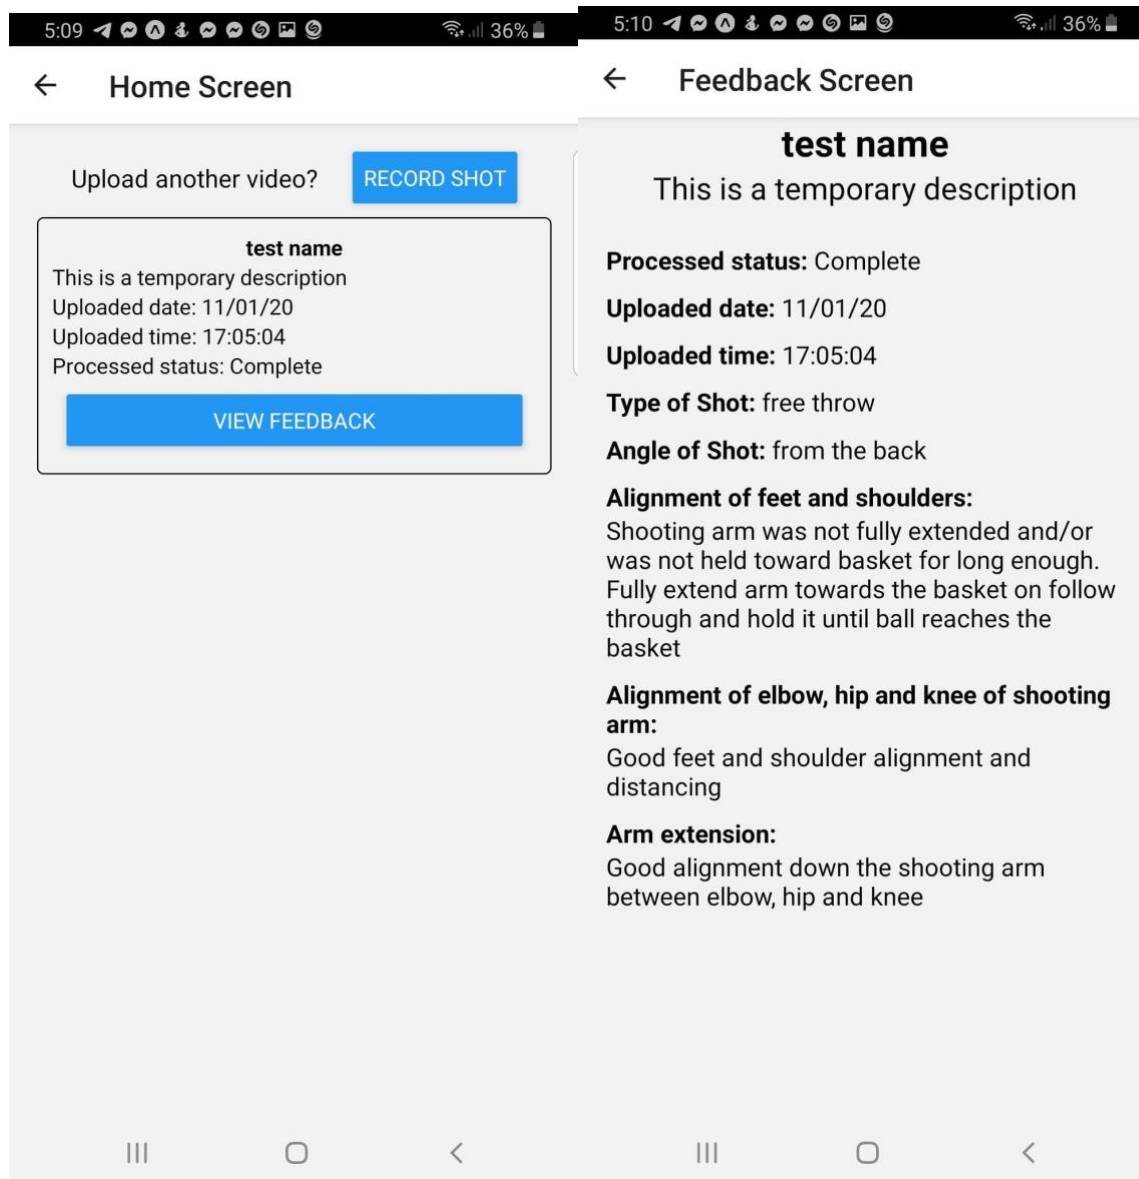 5:09
36%
Home Screen
Upload another video?
RECORD SHOT
test name
This is a temporary description
Uploaded date: 11/01/20
Uploaded time: 17:05:04
Processed status: Complete
VIEW FEEDBACK
5:10
36%
Feedback Screen
test name
This is a temporary description
Processed status: Complete
Uploaded date: 11/01/20
Uploaded time: 17:05:04
Type of Shot: free throw
Angle of Shot: from the back
Alignment of feet and shoulders:
Shooting arm was not fully extended and/or
was not held toward basket for long enough.
Fully extend arm towards the basket on follow
through and hold it until ball reaches the
basket
Alignment of elbow, hip and knee of shooting
arm:
Good feet and shoulder alignment and
distancing
Arm extension:
Good alignment down the shooting arm
between elbow, hip and knee